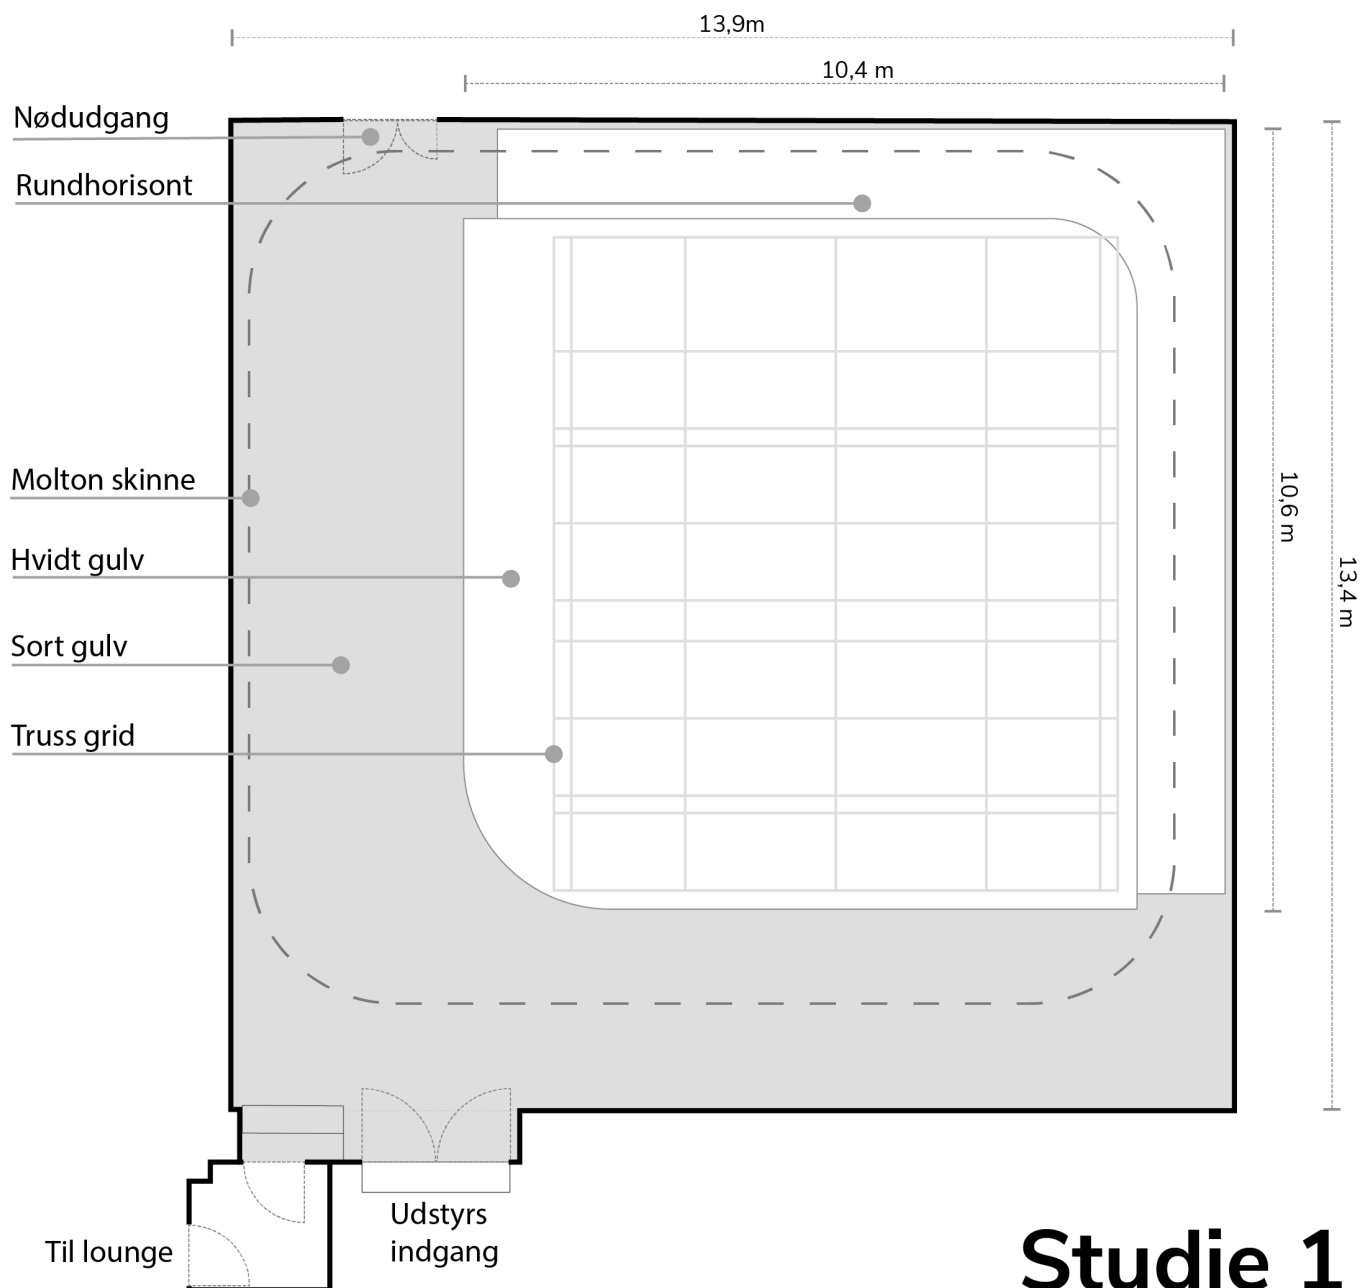 13,9m
10,4 m
Nødudgang
Rundhorisont
Molton skinne
10,6 m
Hvidt gulv
13,4 m
Sort gulv
Truss grid
Udstyrs
indgang
Til lounge
Studie 1